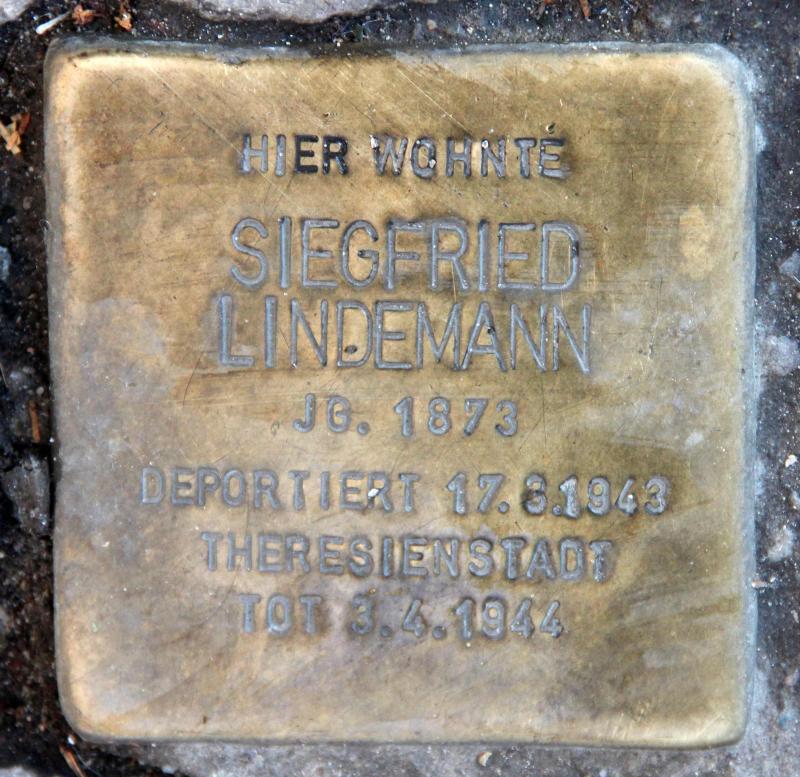 HIER WOHNTE
SIEGFRIED
LINDEMANN
JG. 1873
DEPORTIERT 17.3.1943
THERESIENSTADT
TOT 3.4.1944